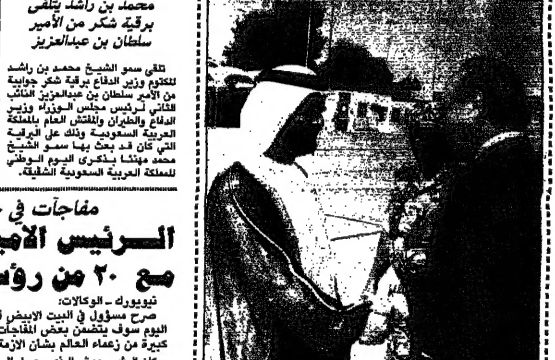 محمد بن راشد يتلقى
برقية شكر من الأمير
سلطان بن عبدالعزيز
تلقى سمو الشيخ محمد بن راشد
المكتوم وزير الدفاع برقية شكر جوابية
من الأمير سلطان بن عبدالعزيز النائب
الثاني لرئيس مجلس الوزراء وزير
الدفاع والطيران والمفتش العام بالمملكة
العربية السعودية وذلك على البرقية
التي كان قد بعث بها سمو الشيخ
محمد مهنئا بذكرى اليوم الوطني
للمملكة العربية السعودية الشقيقة.
مفاجآت في
الرئيس
مع ٢٠ من
نيويورك - الوكالات:
صرح مسؤول في البيت الابيض
اليوم سوف يتضمن بعض المفاجآت
كبيرة من زعماء العالم بشأن الازمة